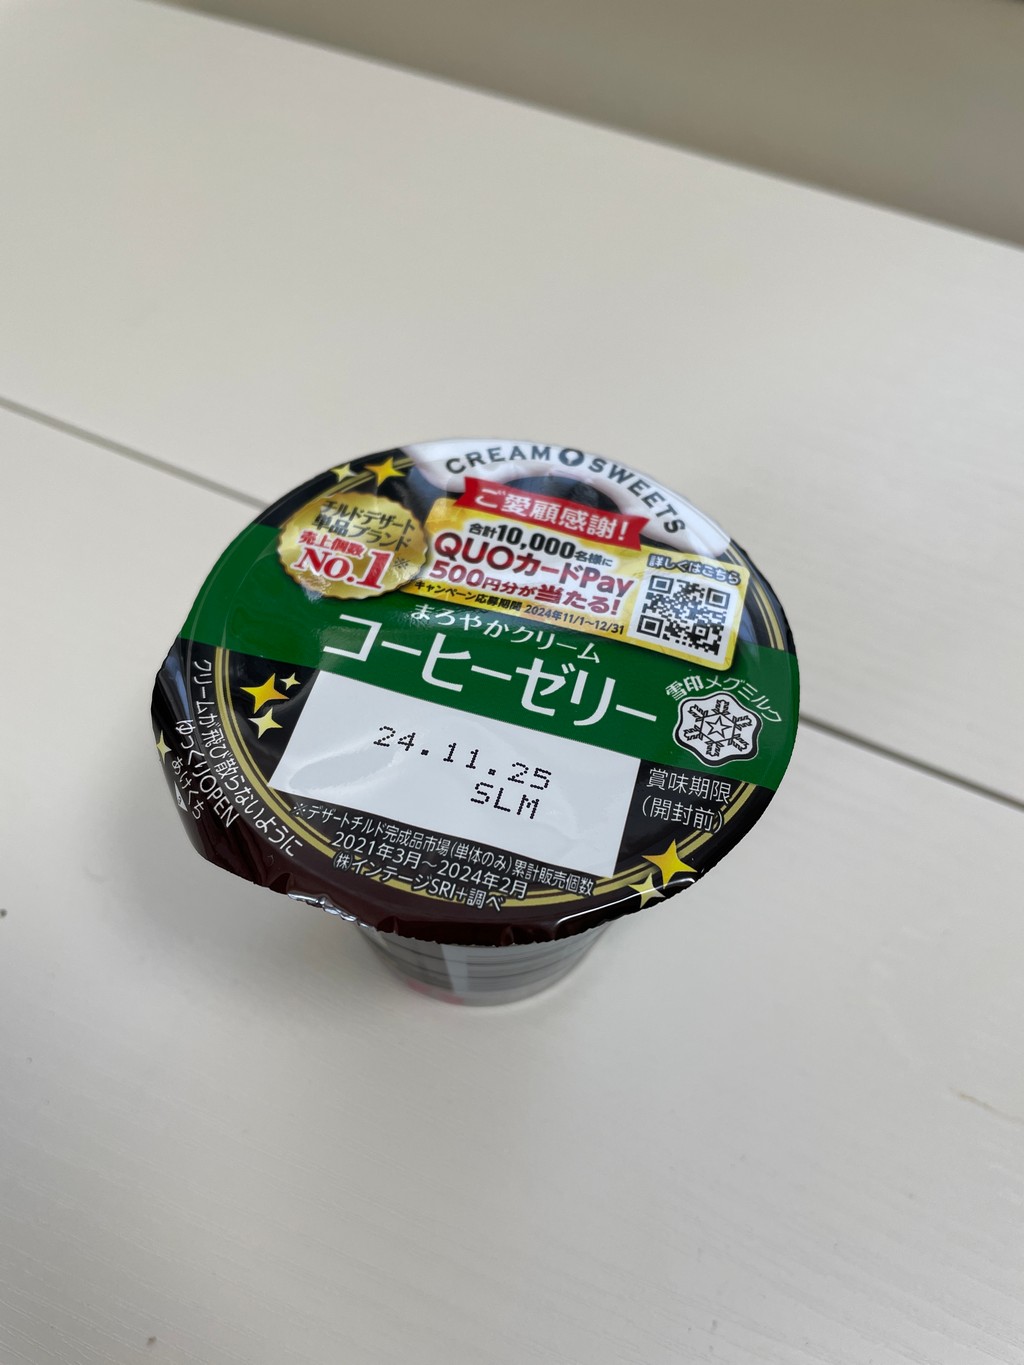 CREAM SWEETS
ご愛顧感謝!
チルドデザート
単品ブランド
売上個数
No.1※
合計10,000名様に
QUOカードPay
500円分が当たる!
キャンペーン応募期間 2024年11/1〜12/31
詳しくはこちら
まろやかクリーム
コーヒーゼリー
雪印メグミルク
24.11.25
SLM
賞味期限
(開封前)
クリームが飛び散らないように
ゆっくりOPEN
あけくち
※デザートチルド完成品市場(単体のみ)累計販売個数
2021年3月〜2024年2月
㈱インテージSRI+調べ